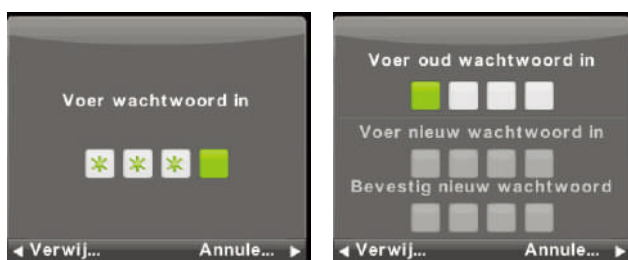 Voer wachtwoord in
◀ Verwij... Annule... ▶
Voer oud wachtwoord in
Voer nieuw wachtwoord in
Bevestig nieuw wachtwoord
◀ Verwij... Annule... ▶